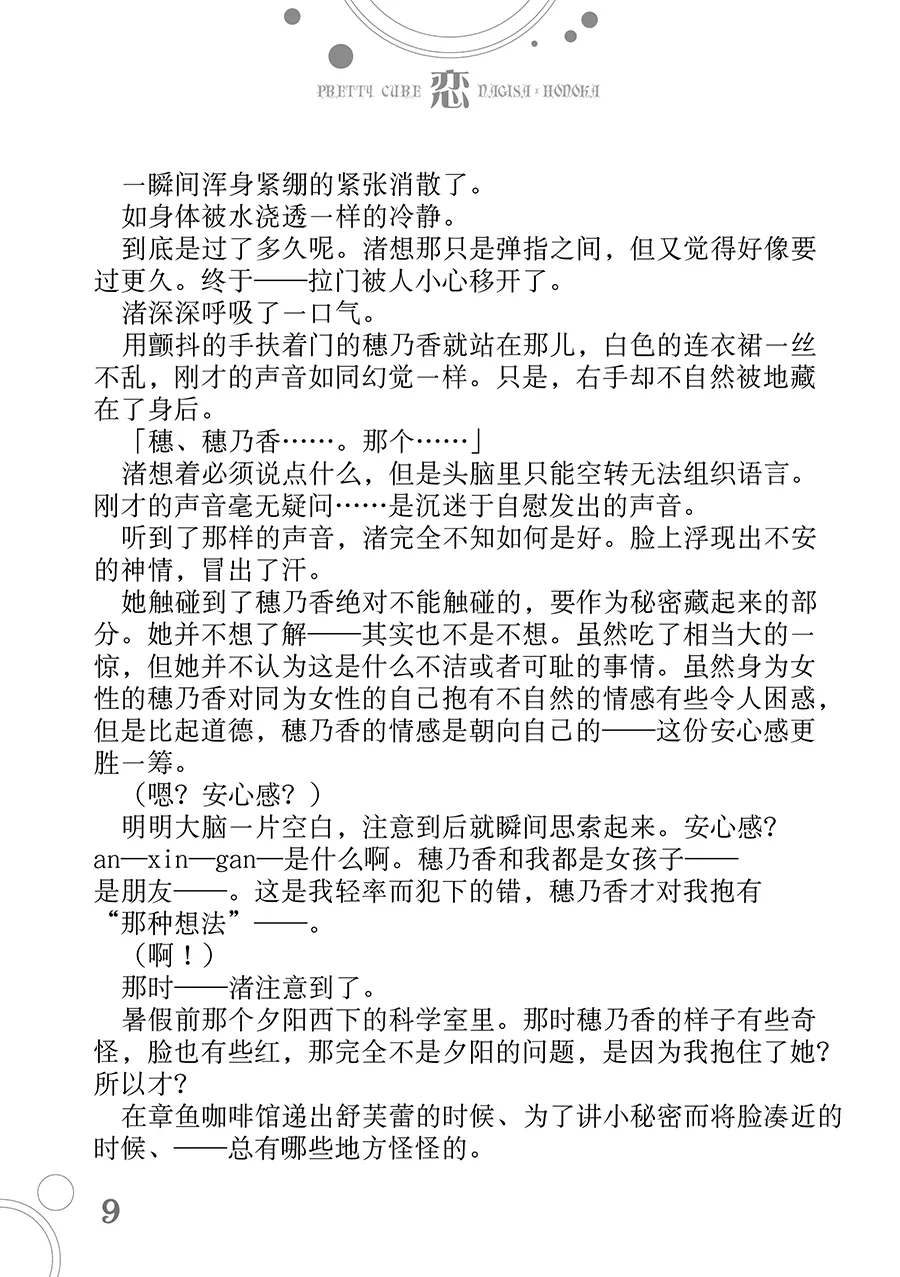 PRETTY CURE 恋 NAGISA × HONOKA
一瞬间浑身紧绷的紧张消散了。
如身体被水浇透一样的冷静。
到底是过了多久呢。渚想那只是弹指之间，但又觉得好像要
过更久。终于——拉门被人小心移开了。
渚深深呼吸了一口气。
用颤抖的手扶着门的穗乃香就站在那儿，白色的连衣裙一丝
不乱，刚才的声音如同幻觉一样。只是，右手却不自然被地藏
在了身后。
「穗、穗乃香……。那个……」
渚想着必须说点什么，但是头脑里只能空转无法组织语言。
刚才的声音毫无疑问……是沉迷于自慰发出的声音。
听到了那样的声音，渚完全不知如何是好。脸上浮现出不安
的神情，冒出了汗。
她触碰到了穗乃香绝对不能触碰的，要作为秘密藏起来的部
分。她并不想了解——其实也不是不想。虽然吃了相当大的一
惊，但她并不认为这是什么不洁或者可耻的事情。虽然身为女
性的穗乃香对同为女性的自己抱有不自然的情感有些令人困惑，
但是比起道德，穗乃香的情感是朝向自己的——这份安心感更
胜一筹。
（嗯？安心感？）
明明大脑一片空白，注意到后就瞬间思索起来。安心感？
an—xin—gan—是什么啊。穗乃香和我都是女孩子——
是朋友——。这是我轻率而犯下的错，穗乃香才对我抱有
“那种想法”——。
（啊！）
那时——渚注意到了。
暑假前那个夕阳西下的科学室里。那时穗乃香的样子有些奇
怪，脸也有些红，那完全不是夕阳的问题，是因为我抱住了她？
所以才？
在章鱼咖啡馆递出舒芙蕾的时候、为了讲小秘密而将脸凑近的
时候、——总有哪些地方怪怪的。
9